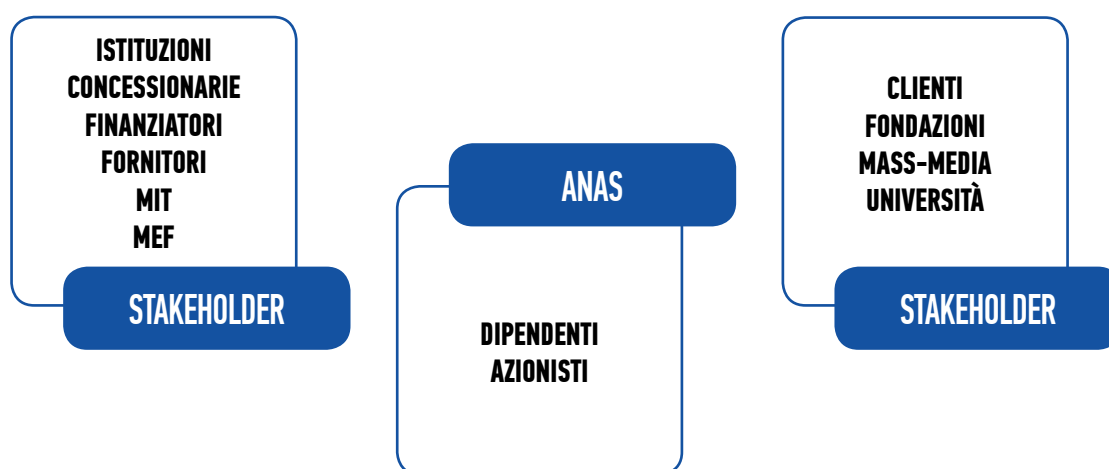 ISTITUZIONI
CONCESSIONARIE
FINANZIATORI
FORNITORI
MIT
MEF
STAKEHOLDER
ANAS
DIPENDENTI
AZIONISTI
CLIENTI
FONDAZIONI
MASS-MEDIA
UNIVERSITÀ
STAKEHOLDER